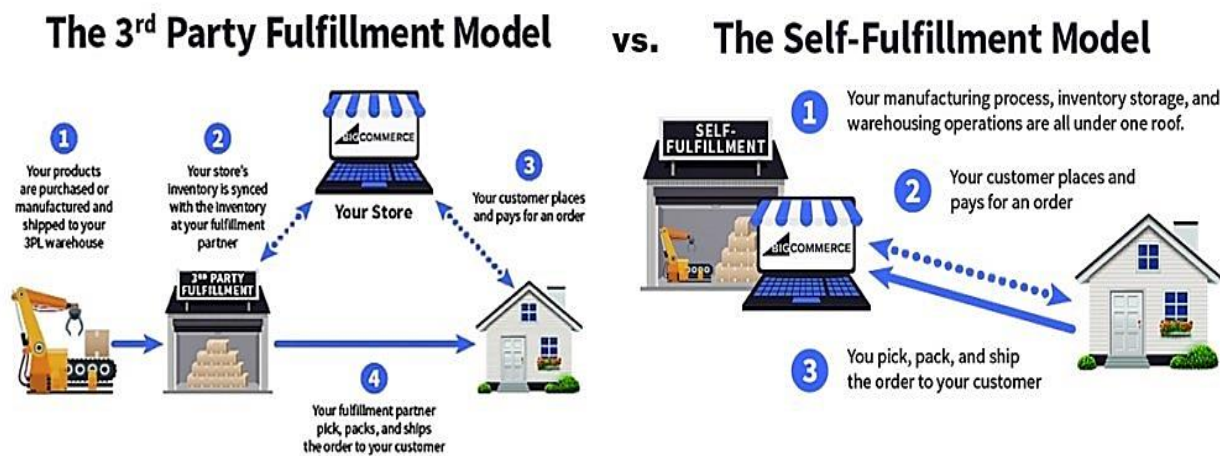 The 3rd Party Fulfillment Model
vs.
The Self-Fulfillment Model
1
Your products
are purchased or
manufactured and
shipped to your
3PL warehouse
2
Your store's
inventory is synced
with the inventory
at your fulfillment
partner
BIGCOMMERCE
Your Store
3
Your customer places
and pays for an order
3RD PARTY
FULFILLMENT
4
Your fulfillment partner
pick, packs, and ships
the order to your customer
SELF-
FULFILLMENT
1
Your manufacturing process, inventory storage, and
warehousing operations are all under one roof.
2
Your customer places and
pays for an order
BIGCOMMERCE
3
You pick, pack, and ship
the order to your customer